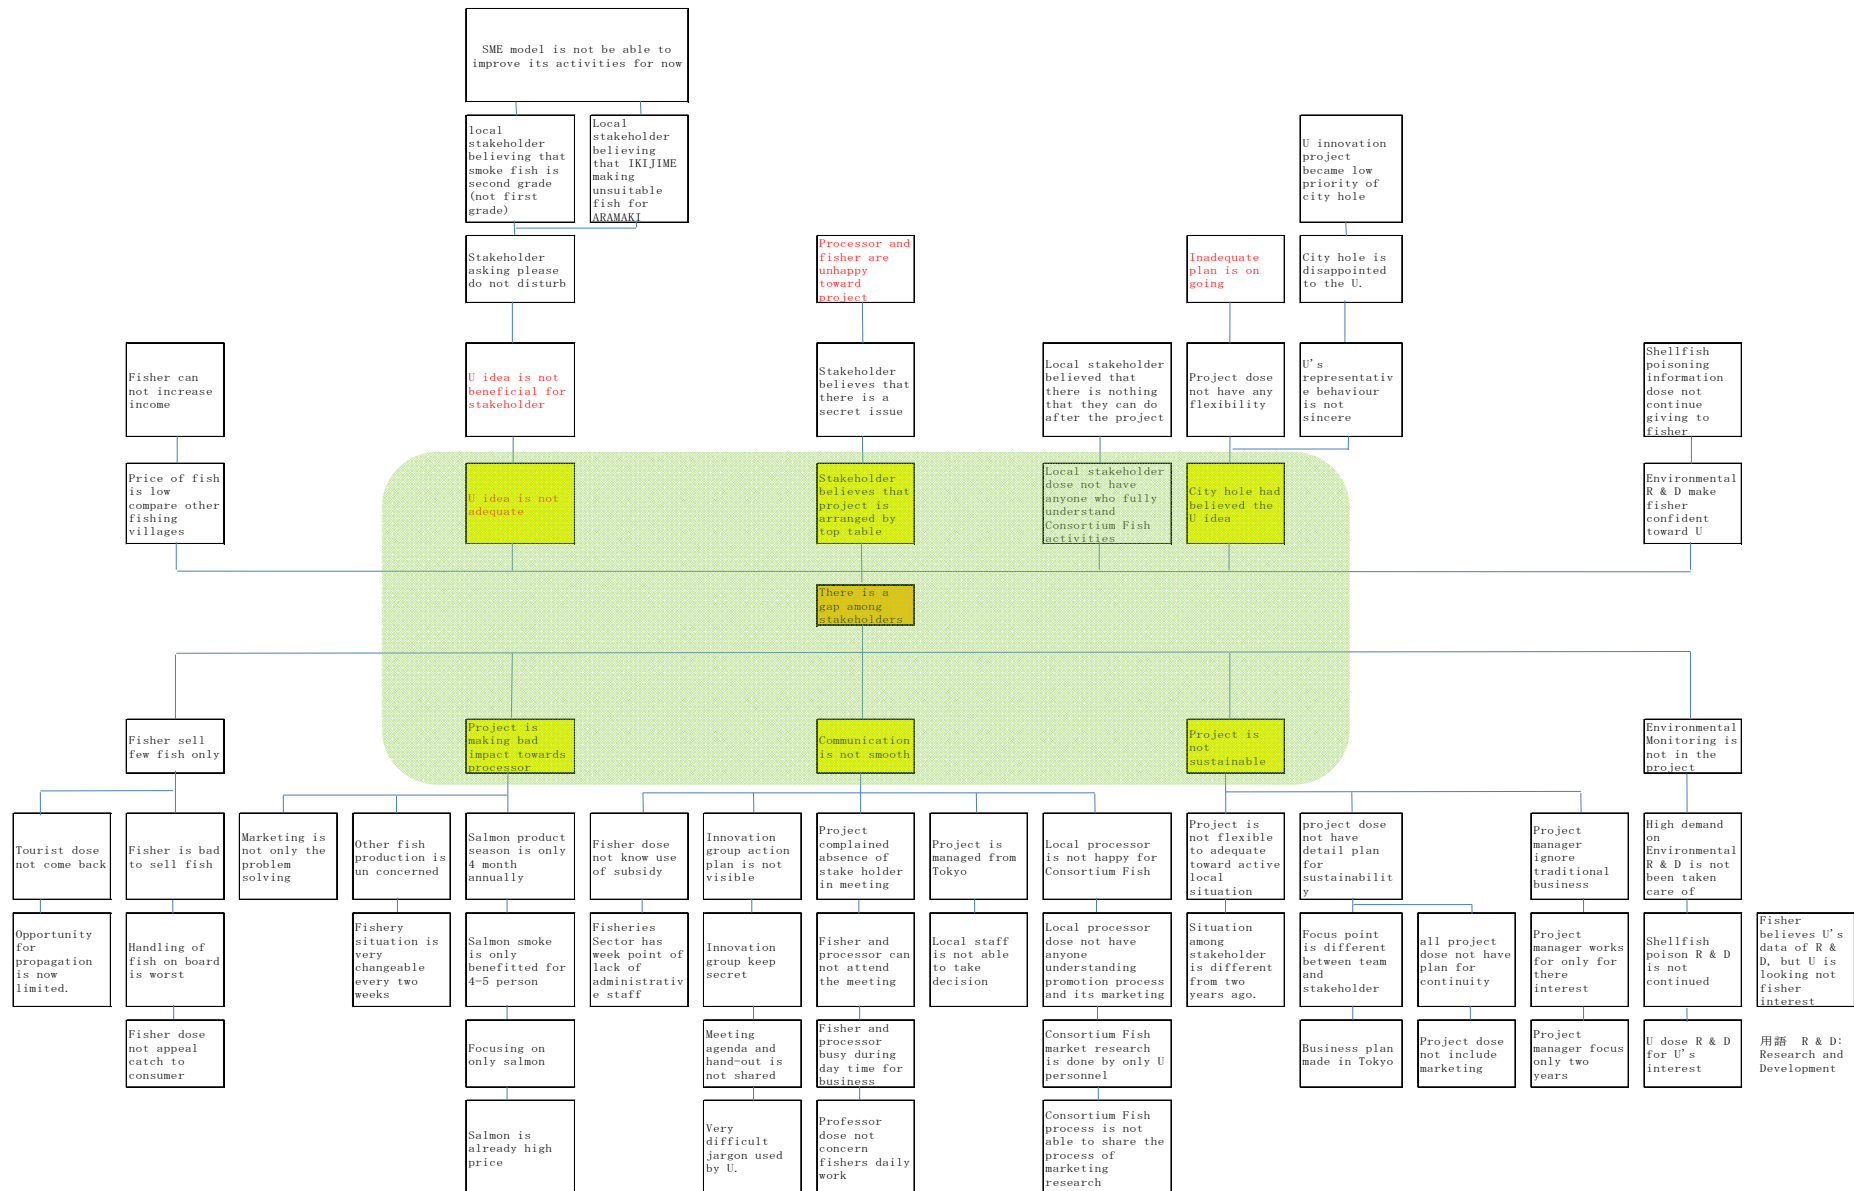 SME model is not be able to
improve its activities for now
local
stakeholder
believing that
smoke fish is
second grade
(not first
grade)
Local
stakeholder
believing
that IKIJIME
making
unsuitable
fish for
ARAMAKI
U innovation
project
became low
priority of
city hole
Stakeholder
asking please
do not disturb
Processor and
fisher are
unhappy
toward
project
Inadequate
plan is on
going
City hole is
disappointed
to the U.
Fisher can
not increase
income
U idea is not
beneficial for
stakeholder
Stakeholder
believes that
there is a
secret issue
Local stakeholder
believed that
there is nothing
that they can do
after the project
Project dose
not have any
flexibility
U's
representativ
e behaviour
is not
sincere
Shellfish
poisoning
information
dose not
continue
giving to
fisher
Price of fish
is low
compare other
fishing
villages
U idea is not
adequate
Stakeholder
believes that
project is
arranged by
top table
Local stakeholder
dose not have
anyone who fully
understand
Consortium Fish
activities
City hole had
believed the
U idea
Environmental
R & D make
fisher
confident
toward U
There is a
gap among
stakeholders
Fisher sell
few fish only
Project is
making bad
impact towards
processor
Communication
is not smooth
Project is
not
sustainable
Environmental
Monitoring is
not in the
project
Tourist dose
not come back
Fisher is bad
to sell fish
Marketing is
not only the
problem
solving
Other fish
production is
un concerned
Salmon product
season is only
4 month
annually
Fisher dose
not know use
of subsidy
Innovation
group action
plan is not
visible
Project
complained
absence of
stake holder
in meeting
Project is
managed from
Tokyo
Local processor
is not happy for
Consortium Fish
Project is
not flexible
to adequate
toward active
local
situation
project dose
not have
detail plan
for
sustainabilit
y
Project
manager
ignore
traditional
business
High demand
on
Environmental
R & D is not
been taken
care of
Opportunity
for
propagation
is now
limited.
Handling of
fish on board
is worst
Fishery
situation is
very
changeable
every two
weeks
Salmon smoke
is only
benefitted for
4-5 person
Fisheries
Sector has
week point of
lack of
administrativ
e staff
Innovation
group keep
secret
Fisher and
processor can
not attend
the meeting
Local staff
is not able
to take
decision
Local processor
dose not have
anyone
understanding
promotion process
and its marketing
Situation
among
stakeholder
is different
from two
years ago.
Focus point
is different
between team
and
stakeholder
all project
dose not have
plan for
continuity
Project
manager works
for only for
there
interest
Shellfish
poison R & D
is not
continued
Fisher
believes U's
data of R &
D, but U is
looking not
fisher
interest
Fisher dose
not appeal
catch to
consumer
Focusing on
only salmon
Meeting
agenda and
hand-out is
not shared
Fisher and
processor
busy during
day time for
business
Consortium Fish
market research
is done by only U
personnel
Business plan
made in Tokyo
Project dose
not include
marketing
Project
manager focus
only two
years
U dose R & D
for U's
interest
用語 R & D:
Research and
Development
Salmon is
already high
price
Very
difficult
jargon used
by U.
Professor
dose not
concern
fishers daily
work
Consortium Fish
process is not
able to share the
process of
marketing
research